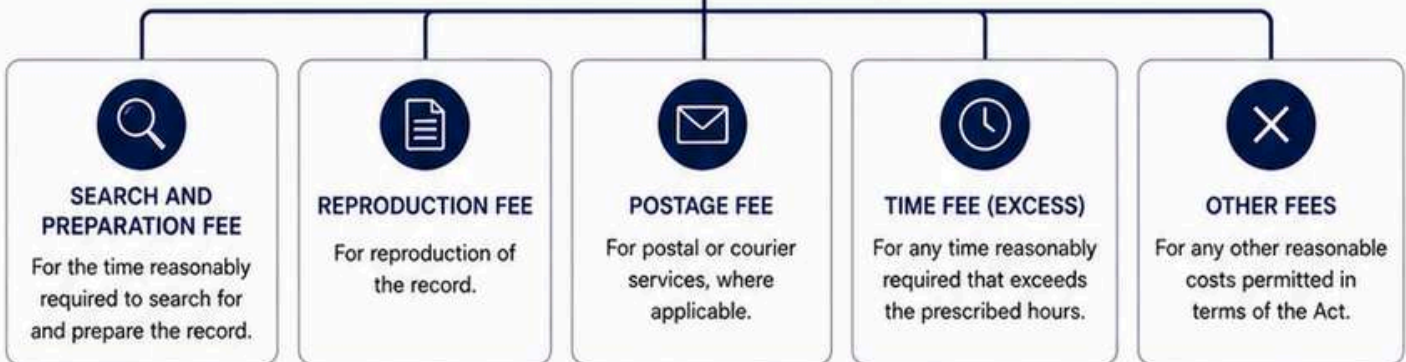 SEARCH AND
PREPARATION FEE
For the time reasonably
required to search for
and prepare the record.
REPRODUCTION FEE
For reproduction of
the record.
POSTAGE FEE
For postal or courier
services, where
applicable.
TIME FEE (EXCESS)
For any time reasonably
required that exceeds
the prescribed hours.
OTHER FEES
For any other reasonable
costs permitted in
terms of the Act.